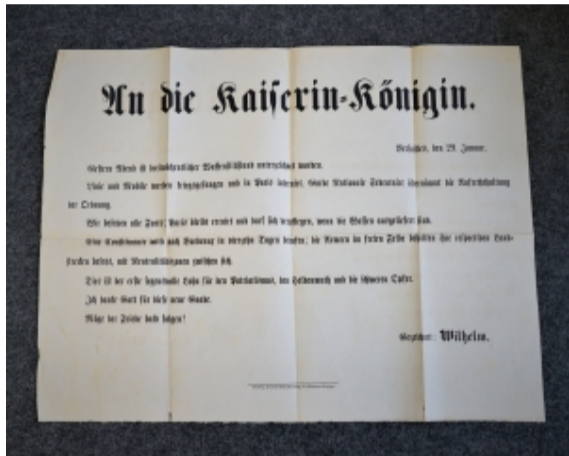 An die Kaiserin-Königin.
Versailles, den 29. Januar.
Gestern Abend ist dreiwöchentlicher Waffenstillstand unterzeichnet worden.
Linie und Mobile werden kriegsgefangen und in Paris internirt. Garde Nationale Sedentaire übernimmt die Aufrechthaltung
der Ordnung.
Wir besetzen alle Forts; Paris bleibt cernirt und darf sich verpflegen, wenn die Waffen ausgeliefert sind.
Eine Constituante wird nach Bordeaux in vierzehn Tagen berufen; die Armeen im freien Felde behalten ihre respectiven Land-
strecken besetzt, mit Neutralitätszonen zwischen sich.
Dies ist der erste segensvolle Lohn für den Patriotismus, den Heldenmuth und die schweren Opfer.
Ich danke Gott für diese neue Gnade.
Möge der Friede bald folgen!
Gezeichnet: Wilhelm.